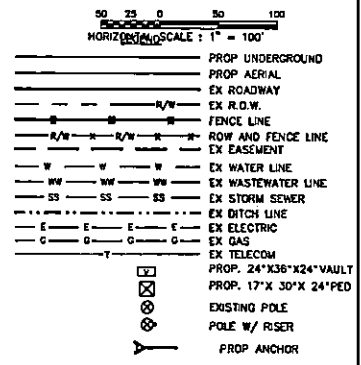 50 25 0 50 100
HORIZONTAL SCALE : 1" = 100'
LEGEND
PROP UNDERGROUND
PROP AERIAL
EX ROADWAY
R/W EX R.O.W.
FENCE LINE
R/W X R/W X X ROW AND FENCE LINE
EX EASEMENT
W W W EX WATER LINE
WW WW WW EX WASTEWATER LINE
SS SS SS EX STORM SEWER
EX DITCH LINE
E E E E EX ELECTRIC
G G G G EX GAS
T EX TELECOM
V PROP. 24"X36"X24"VAULT
PROP. 17"X 30"X 24"PED
EXISTING POLE
POLE W/ RISER
PROP ANCHOR